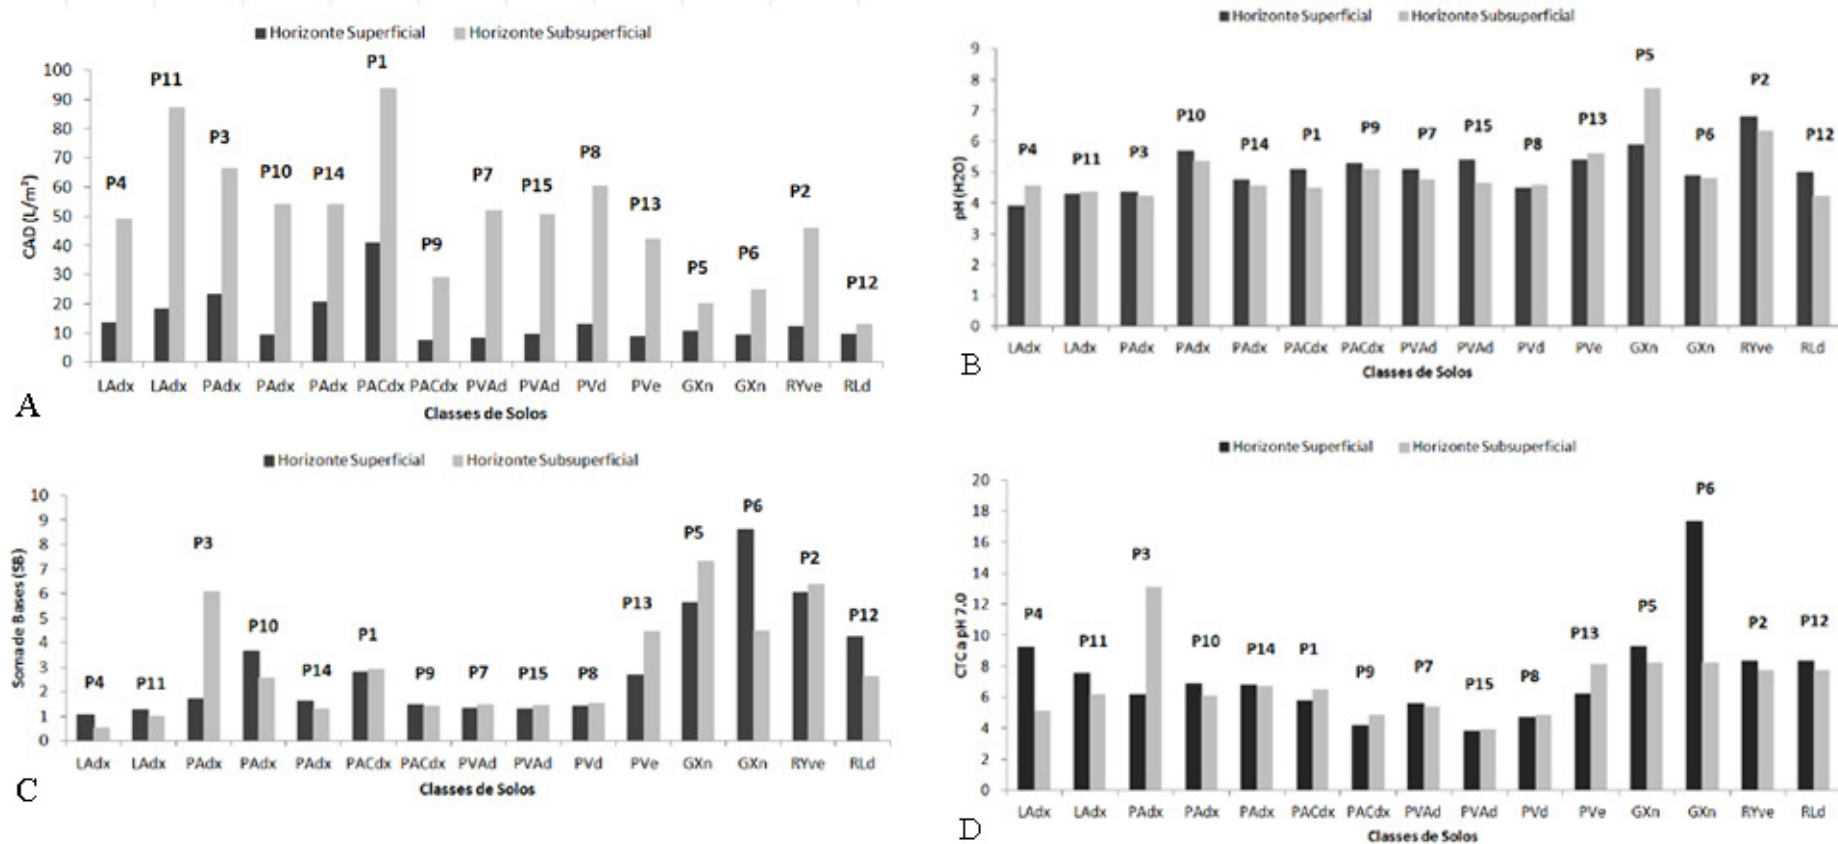 Horizonte Superficial Horizonte Subsuperficial
CAD (L/m²)
100
90
80
70
60
50
40
30
20
10
0
P4 P11 P3 P10 P14 P1 P9 P7 P15 P8 P13 P5 P6 P2 P12
LAdx LAdx PAdx PAdx PAdx PACdx PACdx PVAd PVAd PVd PVe GXn GXn RYve RLd
Classes de Solos
A
Horizonte Superficial Horizonte Subsuperficial
pH (H2O)
9
8
7
6
5
4
3
2
1
0
P4 P11 P3 P10 P14 P1 P9 P7 P15 P8 P13 P5 P6 P2 P12
LAdx LAdx PAdx PAdx PAdx PACdx PACdx PVAd PVAd PVd PVe GXn GXn RYve RLd
Classes de Solos
B
Horizonte Superficial Horizonte Subsuperficial
Soma de Bases (SB)
10
9
8
7
6
5
4
3
2
1
0
P4 P11 P3 P10 P14 P1 P9 P7 P15 P8 P13 P5 P6 P2 P12
LAdx LAdx PAdx PAdx PAdx PACdx PACdx PVAd PVAd PVd PVe GXn GXn RYve RLd
Classes de Solos
C
Horizonte Superficial Horizonte Subsuperficial
CTC a pH 7.0
20
18
16
14
12
10
8
6
4
2
0
P4 P11 P3 P10 P14 P1 P9 P7 P15 P8 P13 P5 P6 P2 P12
LAdx LAdx PAdx PAdx PAdx PACdx PACdx PVAd PVAd PVd PVe GXn GXn RYve RLd
Classes de Solos
D